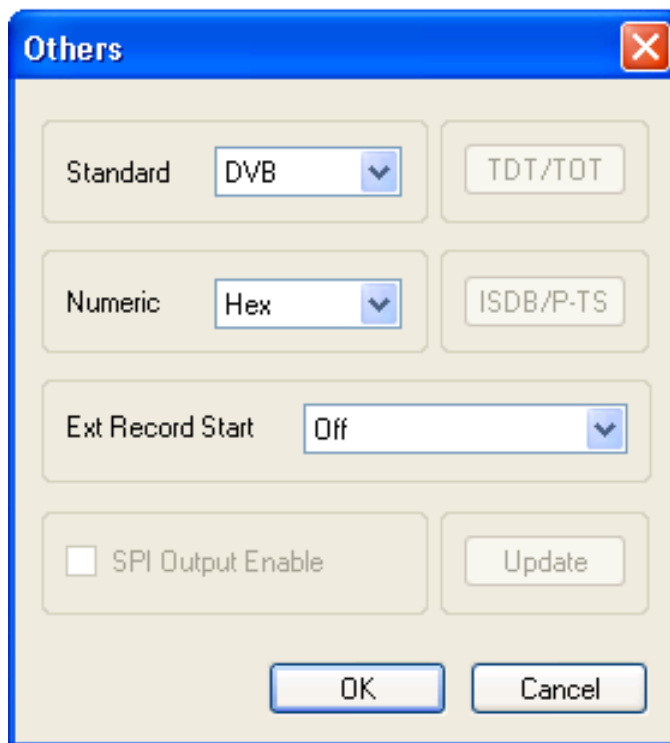 Others
Standard DVB TDT/TOT
Numeric Hex ISDB/P-TS
Ext Record Start Off
SPI Output Enable Update
OK Cancel